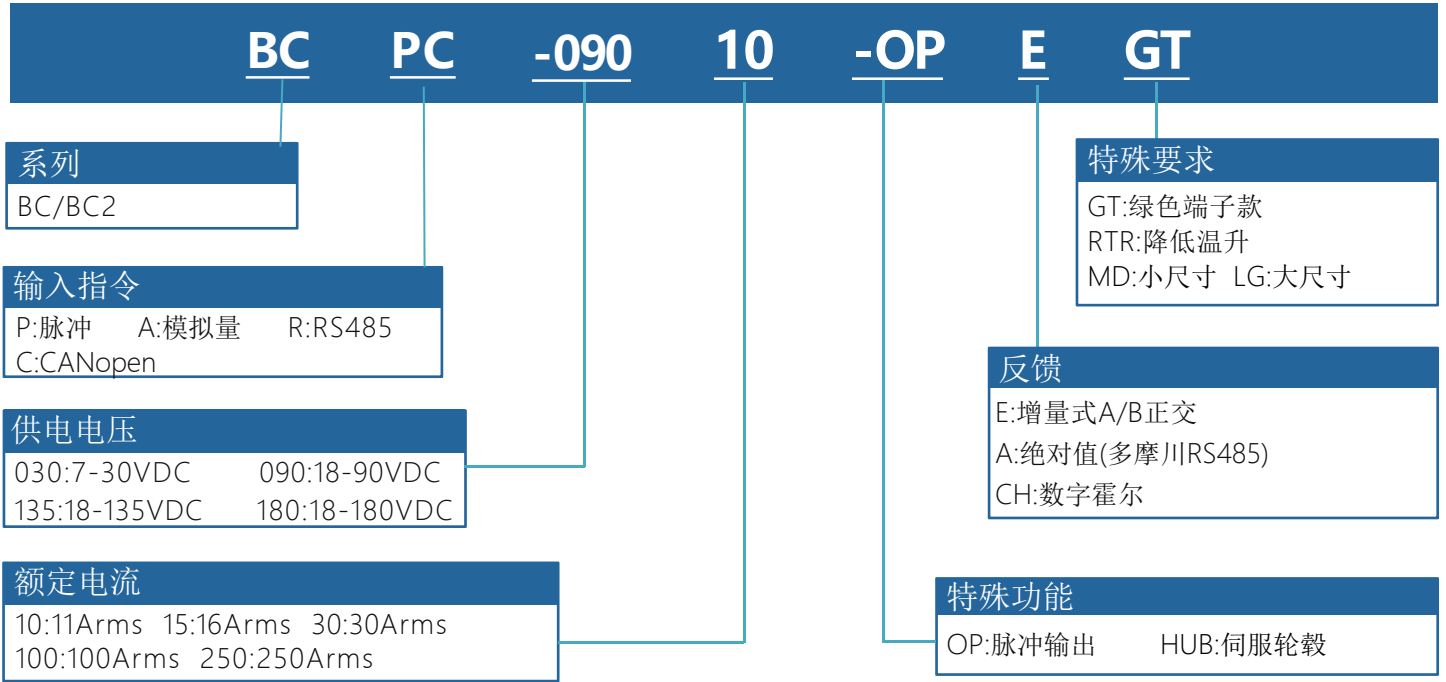 BC PC -090 10 -OP E GT
系列
BC/BC2
输入指令
P:脉冲 A:模拟量 R:RS485
C:CANopen
供电电压
030:7-30VDC 090:18-90VDC
135:18-135VDC 180:18-180VDC
额定电流
10:11Arms 15:16Arms 30:30Arms
100:100Arms 250:250Arms
特殊要求
GT:绿色端子款
RTR:降低温升
MD:小尺寸 LG:大尺寸
反馈
E:增量式A/B正交
A:绝对值(多摩川RS485)
CH:数字霍尔
特殊功能
OP:脉冲输出 HUB:伺服轮毂